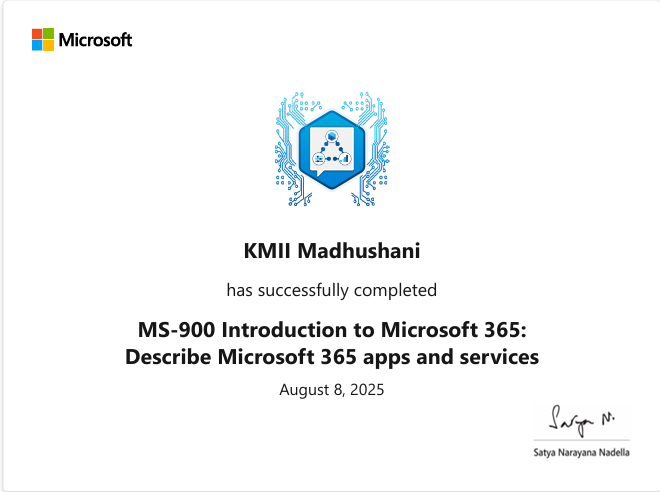 Microsoft
KMII Madhushani
has successfully completed
MS-900 Introduction to Microsoft 365:
Describe Microsoft 365 apps and services
August 8, 2025
Satya N.
Satya Narayana Nadella